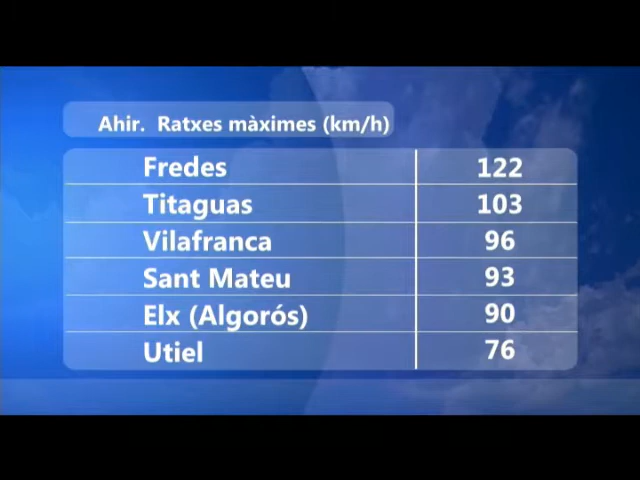 Ahir. Ratxes màximes (km/h)
Fredes 122
Titaguas 103
Vilafranca 96
Sant Mateu 93
Elx (Algorós) 90
Utiel 76